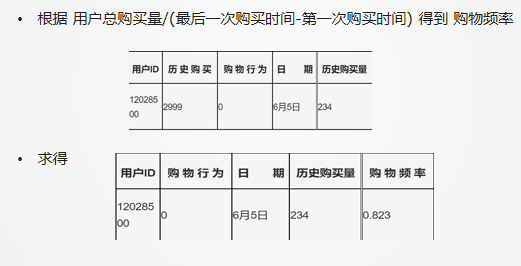 • 根据 用户总购买量/(最后一次购买时间-第一次购买时间) 得到 购物频率
用户ID 历史购买 购物行为 日 期 历史购买量
120285
00 2999 0 6月5日 234
• 求得
用户ID 购物行为 日 期 历史购买量 购物频率
120285
00 0 6月5日 234 0.823